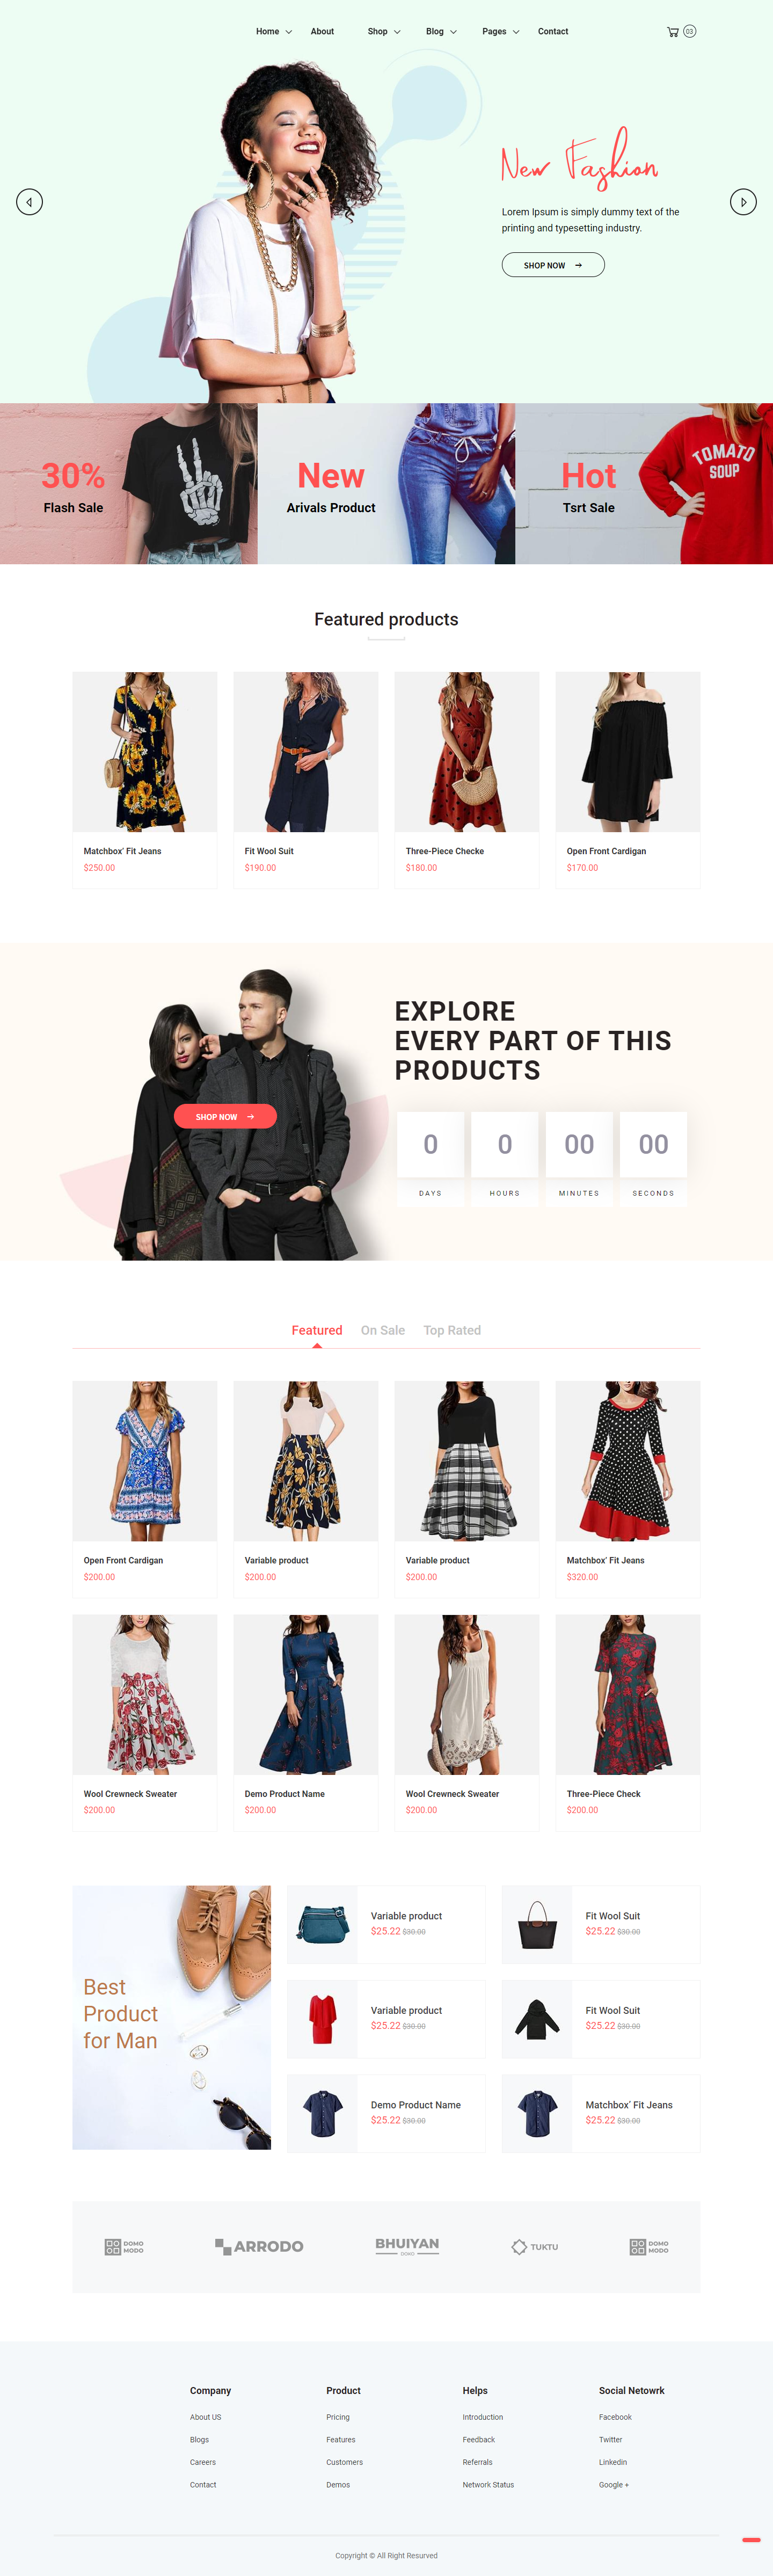 Home
About
Shop
Blog
Pages
Contact
03
New Fashion
Lorem Ipsum is simply dummy text of the
printing and typesetting industry.
SHOP NOW
30%
Flash Sale
New
Arivals Product
Hot
Tsrt Sale
TOMATO
SOUP
Featured products
Matchbox' Fit Jeans
$250.00
Fit Wool Suit
$190.00
Three-Piece Checke
$180.00
Open Front Cardigan
$170.00
EXPLORE
EVERY PART OF THIS
PRODUCTS
SHOP NOW
0
DAYS
0
HOURS
00
MINUTES
00
SECONDS
Featured
On Sale
Top Rated
Open Front Cardigan
$200.00
Variable product
$200.00
Variable product
$200.00
Matchbox' Fit Jeans
$320.00
Wool Crewneck Sweater
$200.00
Demo Product Name
$200.00
Wool Crewneck Sweater
$200.00
Three-Piece Check
$200.00
Best
Product
for Man
Variable product
$25.22 $30.00
Fit Wool Suit
$25.22 $30.00
Variable product
$25.22 $30.00
Fit Wool Suit
$25.22 $30.00
Demo Product Name
$25.22 $30.00
Matchbox' Fit Jeans
$25.22 $30.00
DOMO
MODO
ARRODO
BHUIYAN
DOMO
TUKTU
DOMO
MODO
Company
About US
Blogs
Careers
Contact
Product
Pricing
Features
Customers
Demos
Helps
Introduction
Feedback
Referrals
Network Status
Social Netowrk
Facebook
Twitter
Linkedin
Google +
Copyright © All Right Resurved